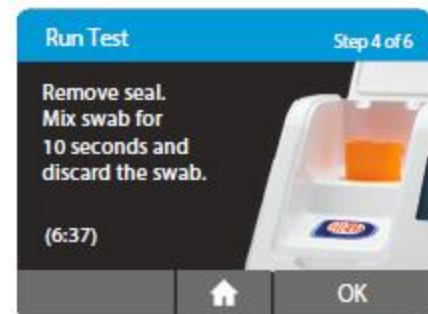 Run Test
Step 4 of 6
Remove seal.
Mix swab for
10 seconds and
discard the swab.
(6:37)
OK